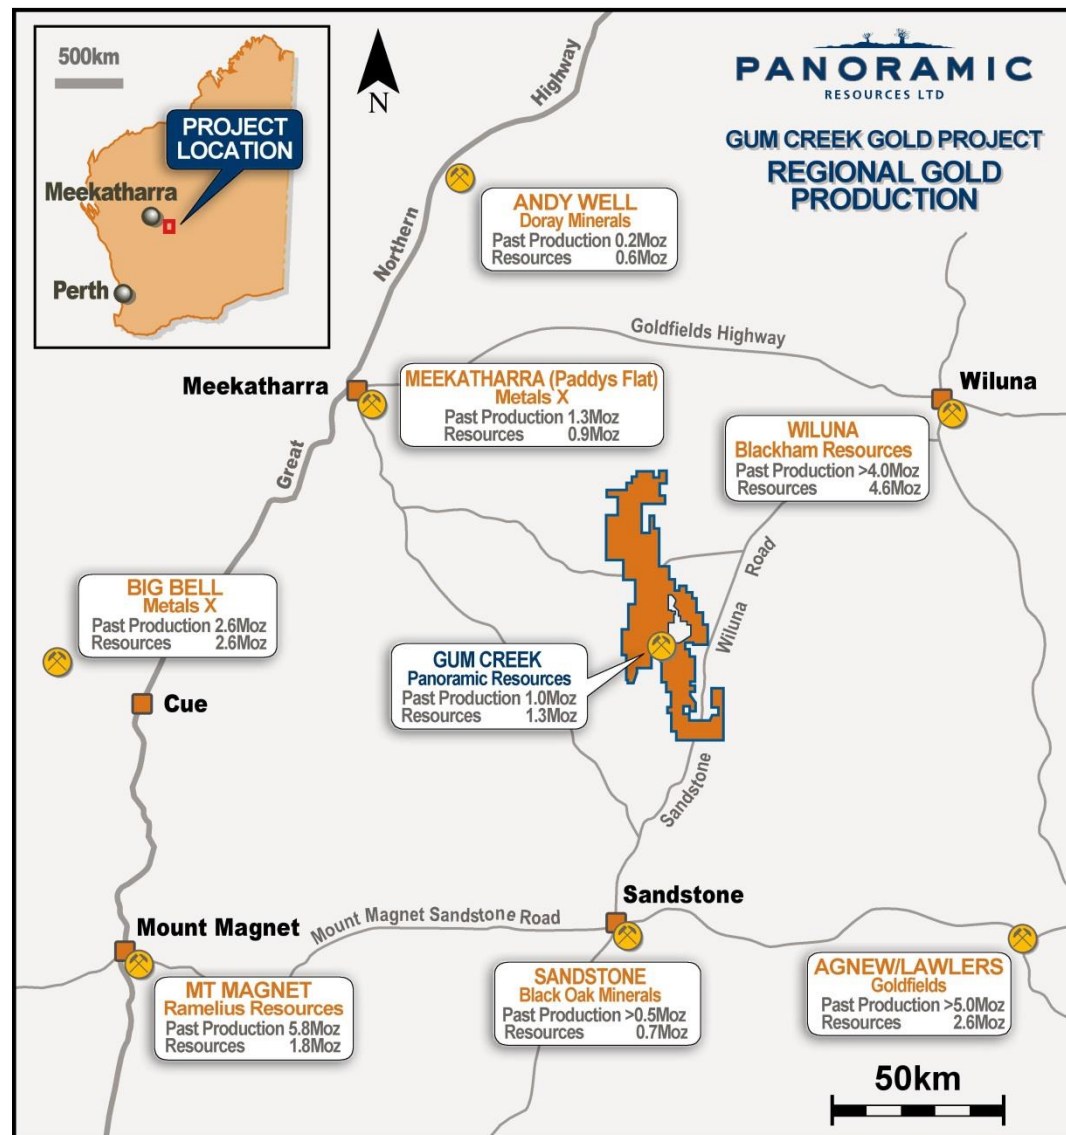 500km
PROJECT
LOCATION
Meekatharra
Perth
N
PANORAMIC
RESOURCES LTD
GUM CREEK GOLD PROJECT
REGIONAL GOLD
PRODUCTION
Great
Northern
Highway
ANDY WELL
Doray Minerals
Past Production 0.2Moz
Resources 0.6Moz
Goldfields Highway
Meekatharra
MEEKATHARRA (Paddys Flat)
Metals X
Past Production 1.3Moz
Resources 0.9Moz
Wiluna
WILUNA
Blackham Resources
Past Production >4.0Moz
Resources 4.6Moz
BIG BELL
Metals X
Past Production 2.6Moz
Resources 2.6Moz
Cue
GUM CREEK
Panoramic Resources
Past Production 1.0Moz
Resources 1.3Moz
Sandstone
Wiluna
Road
Mount Magnet
Mount Magnet Sandstone Road
Sandstone
MT MAGNET
Ramelius Resources
Past Production 5.8Moz
Resources 1.8Moz
SANDSTONE
Black Oak Minerals
Past Production >0.5Moz
Resources 0.7Moz
AGNEW/LAWLERS
Goldfields
Past Production >5.0Moz
Resources 2.6Moz
50km